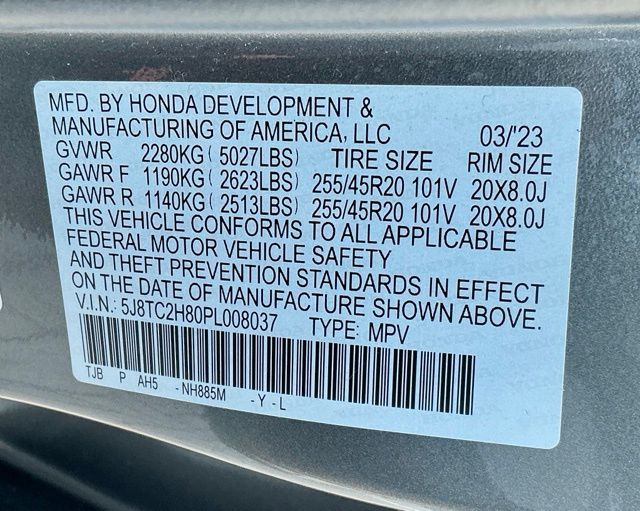 MFD. BY HONDA DEVELOPMENT &
MANUFACTURING OF AMERICA, LLC 03/'23
GVWR 2280KG (5027LBS) TIRE SIZE RIM SIZE
GAWR F 1190KG (2623LBS) 255/45R20 101V 20X8.0J
GAWR R 1140KG (2513LBS) 255/45R20 101V 20X8.0J
THIS VEHICLE CONFORMS TO ALL APPLICABLE
FEDERAL MOTOR VEHICLE SAFETY
AND THEFT PREVENTION STANDARDS IN EFFECT
ON THE DATE OF MANUFACTURE SHOWN ABOVE.
V.I.N.: 5J8TC2H80PL008037 TYPE: MPV
TJB P AH5 -NH885M -Y-L